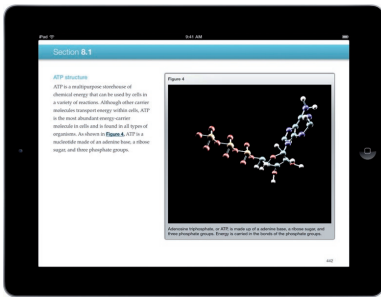 iPad
9:41 AM
Section 8.1
ATP structure
ATP is a multipurpose storehouse of
chemical energy that can be used by cells in
a variety of reactions. Although other carrier
molecules transport energy within cells, ATP
is the most abundant energy-carrier
molecule in cells and is found in all types of
organisms. As shown in Figure 4, ATP is a
nucleotide made of an adenine base, a ribose
sugar, and three phosphate groups.
Figure 4
Adenosine triphosphate, or ATP, is made up of a adenine base, a ribose sugar, and
three phosphate groups. Energy is carried in the bonds of the phosphate groups.
442